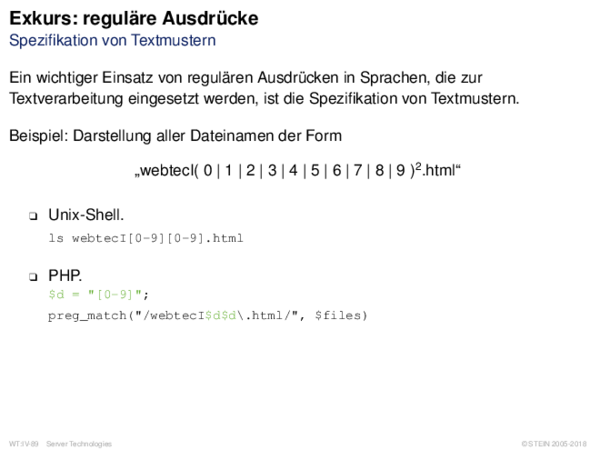 Exkurs: reguläre Ausdrücke
Spezifikation von Textmustern
Ein wichtiger Einsatz von regulären Ausdrücken in Sprachen, die zur
Textverarbeitung eingesetzt werden, ist die Spezifikation von Textmustern.
Beispiel: Darstellung aller Dateinamen der Form
„webtecI( 0 | 1 | 2 | 3 | 4 | 5 | 6 | 7 | 8 | 9 )².html“
❑ Unix-Shell.
ls webtecI[0-9][0-9].html
❑ PHP.
$d = "[0-9]";
preg_match("/webtecI$d$d\.html/", $files)
WT:IV-89 Server Technologies
© STEIN 2005-2018